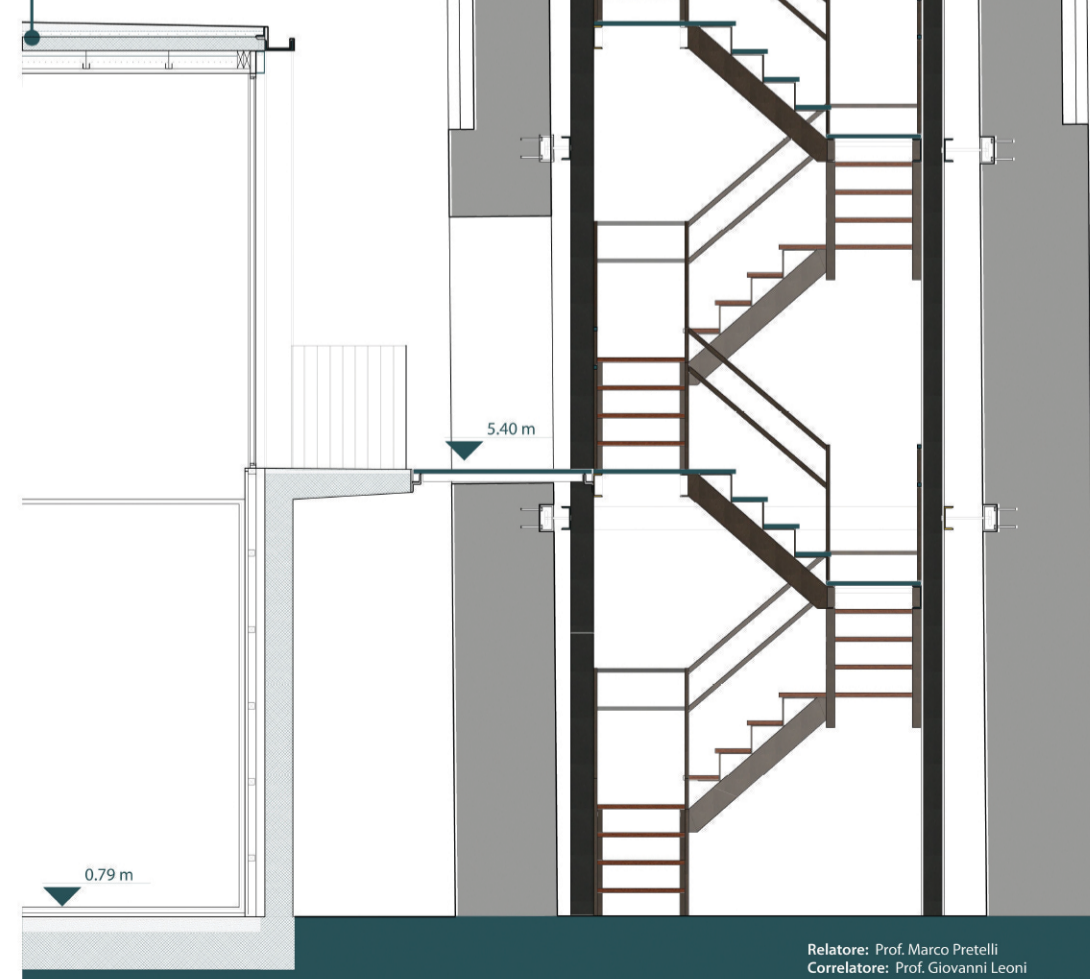 5.40 m
0.79 m
Relatore: Prof. Marco Pretelli
Correlatore: Prof. Giovanni Leoni